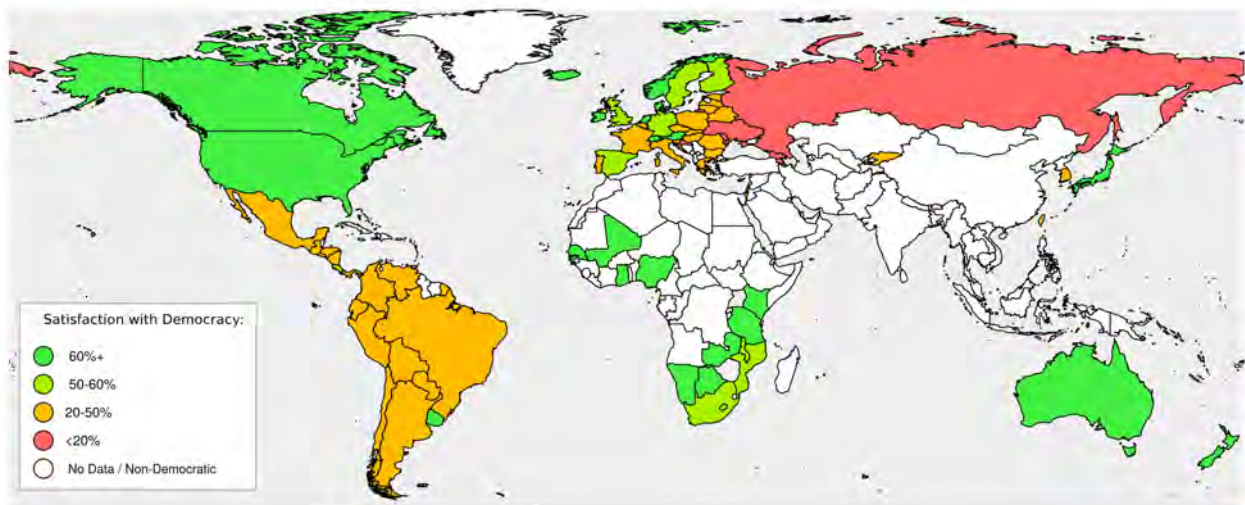 Satisfaction with Democracy:
60%+
50-60%
20-50%
<20%
No Data / Non-Democratic